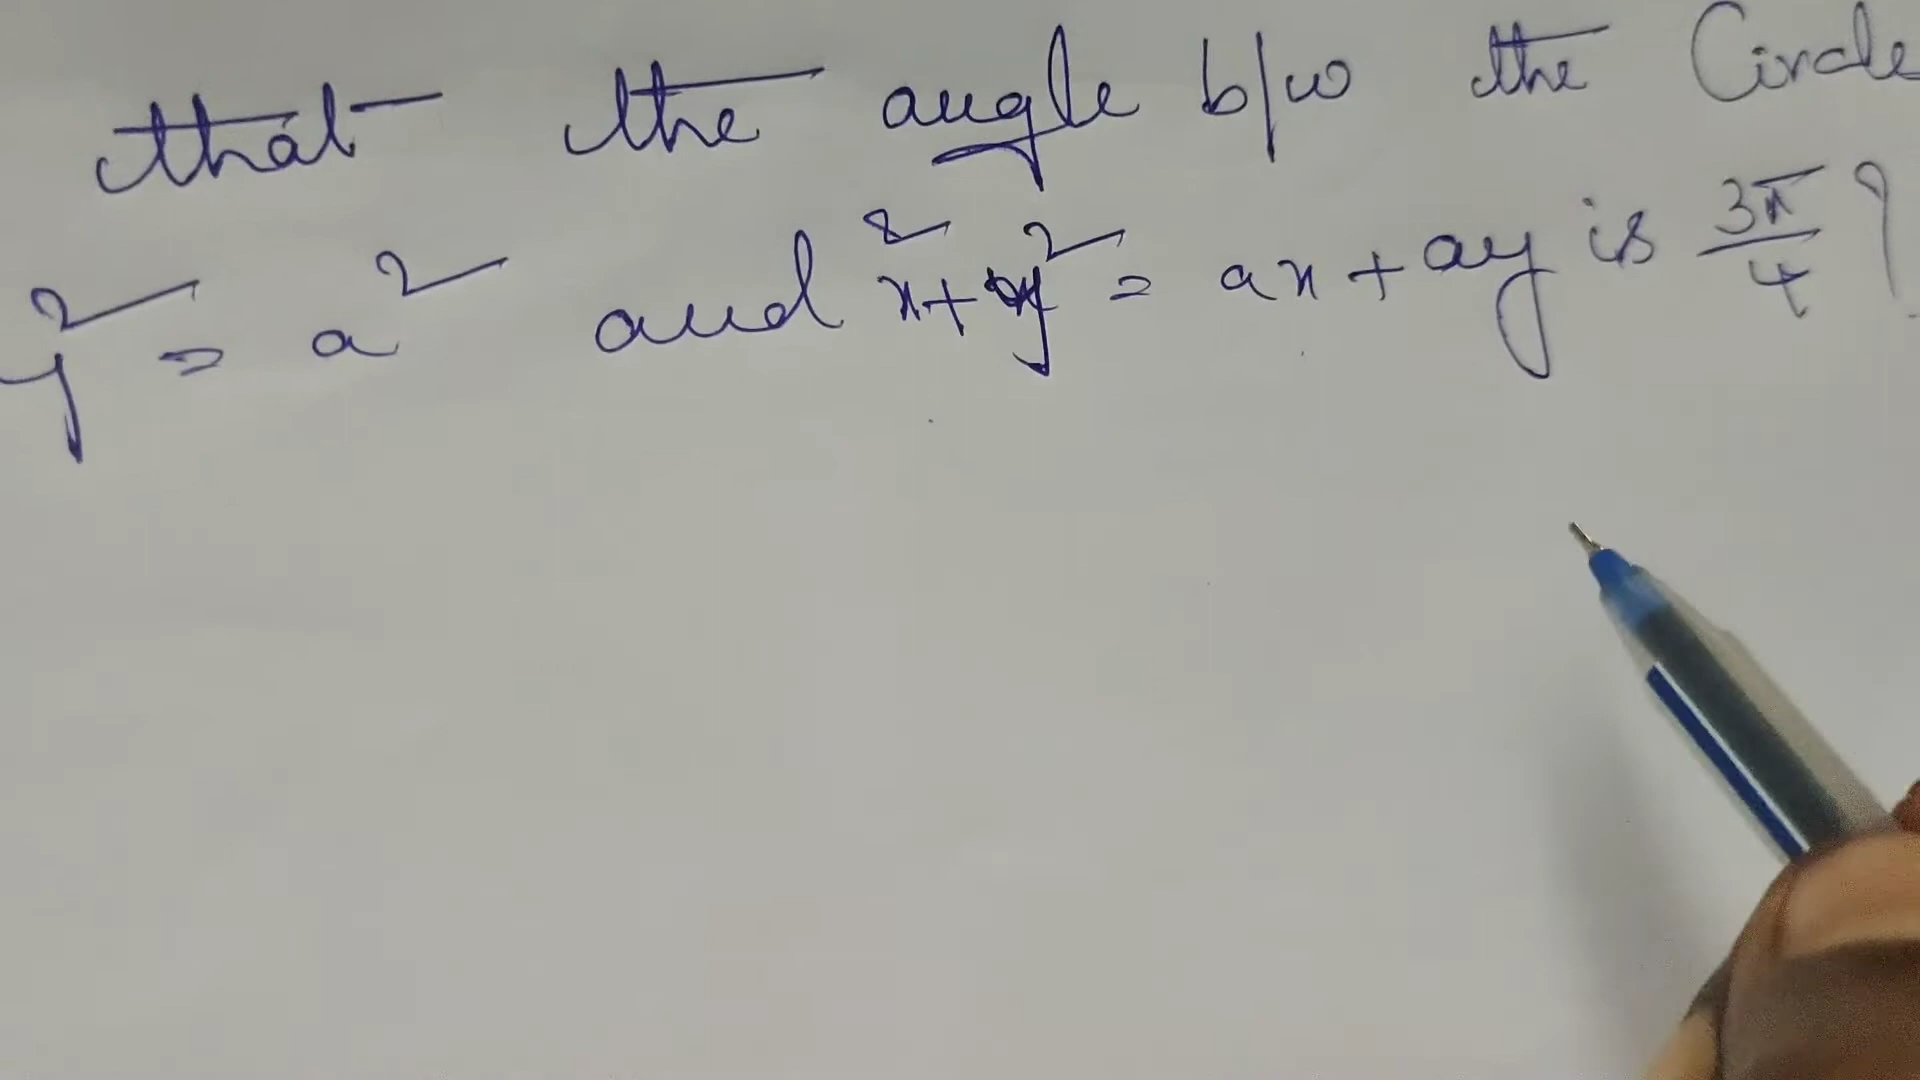 that the angle b/w the Circle
y² = a² and x² + y² = ax + ay is 3π/4 ?